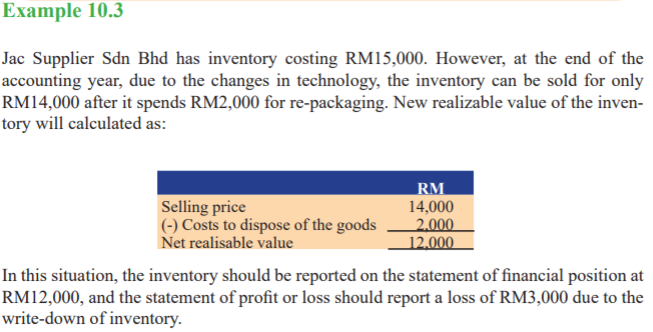 Example 10.3
Jac Supplier Sdn Bhd has inventory costing RM15,000. However, at the end of the
accounting year, due to the changes in technology, the inventory can be sold for only
RM14,000 after it spends RM2,000 for re-packaging. New realizable value of the inven-
tory will calculated as:
RM
Selling price 14,000
(-) Costs to dispose of the goods 2,000
Net realisable value 12,000
In this situation, the inventory should be reported on the statement of financial position at
RM12,000, and the statement of profit or loss should report a loss of RM3,000 due to the
write-down of inventory.